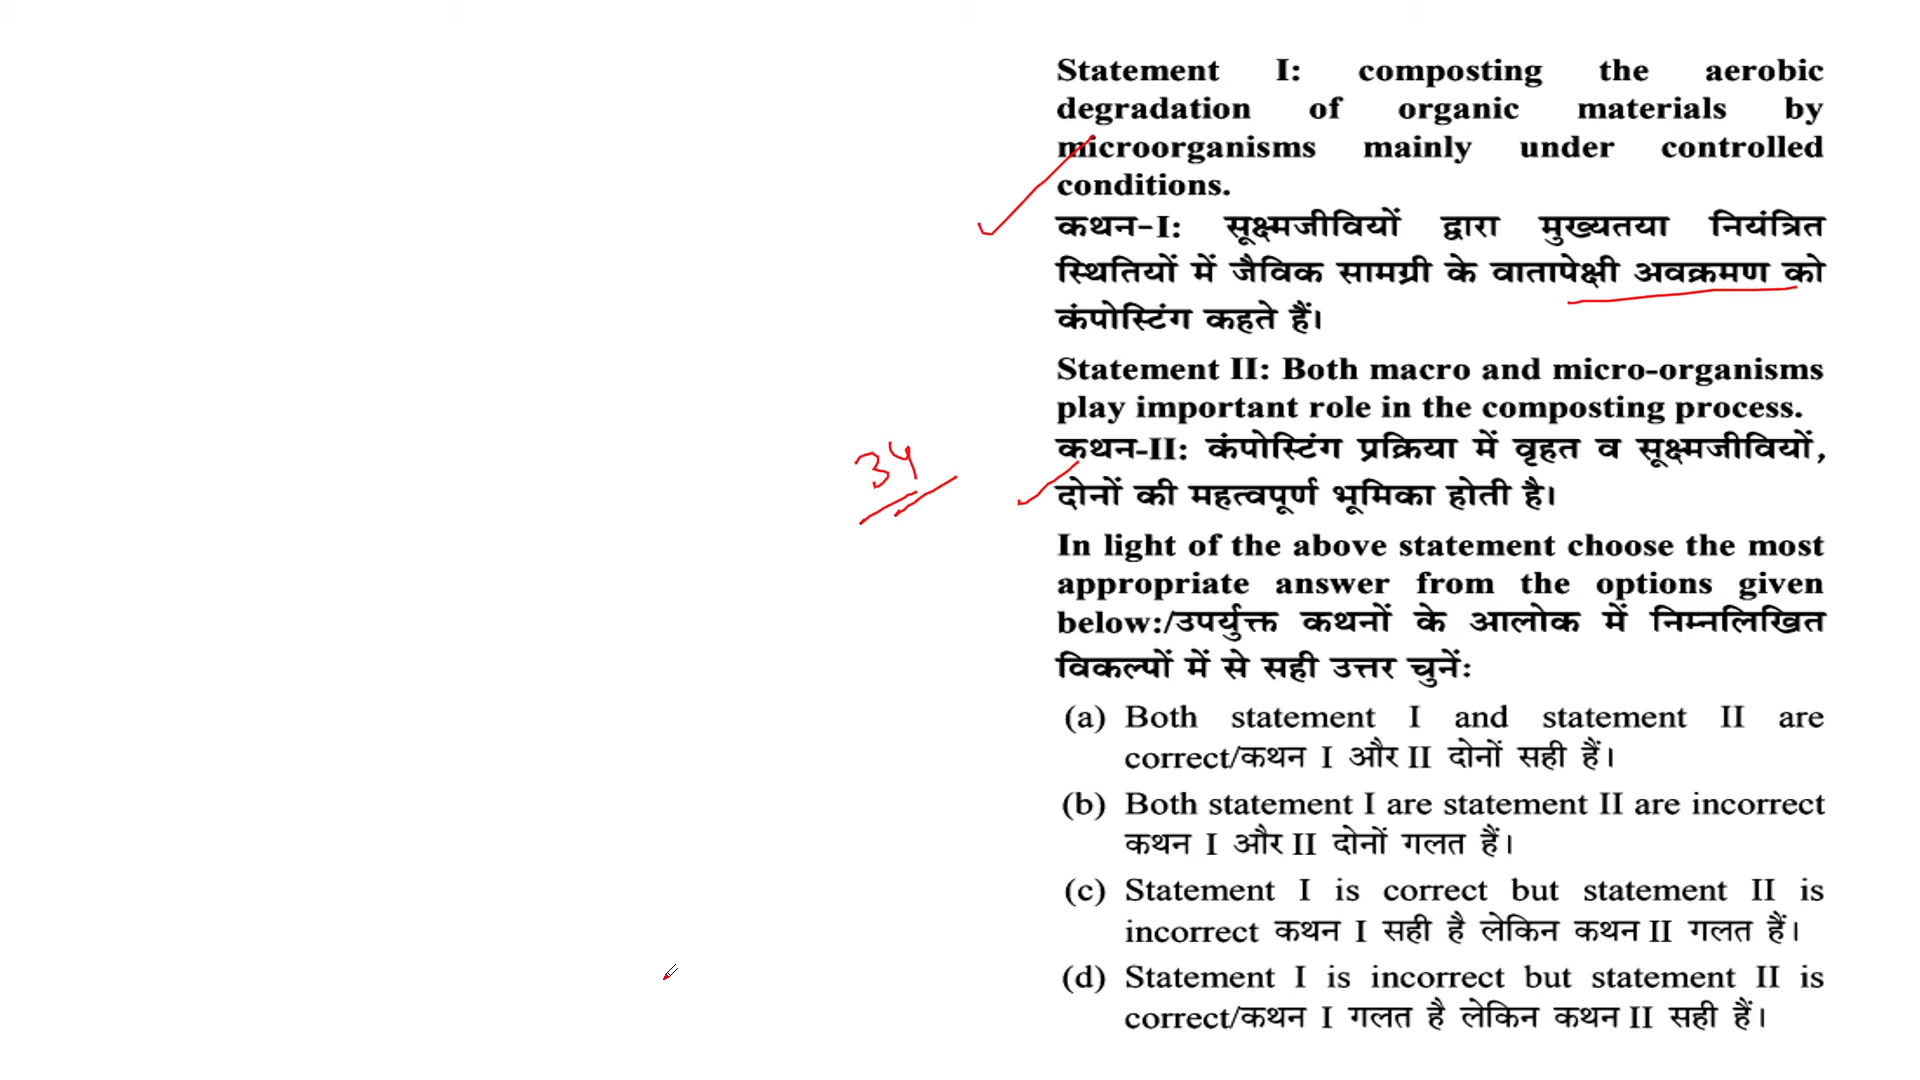 Statement I: composting the aerobic
degradation of organic materials by
microorganisms mainly under controlled
conditions.
कथन-I: सूक्ष्मजीवियों द्वारा मुख्यतया नियंत्रित
स्थितियों में जैविक सामग्री के वातापेक्षी अवक्रमण को
कंपोस्टिंग कहते हैं।
Statement II: Both macro and micro-organisms
play important role in the composting process.
कथन-II: कंपोस्टिंग प्रक्रिया में वृहत व सूक्ष्मजीवियों,
दोनों की महत्वपूर्ण भूमिका होती है।
34
In light of the above statement choose the most
appropriate answer from the options given
below:/उपर्युक्त कथनों के आलोक में निम्नलिखित
विकल्पों में से सही उत्तर चुनें:
(a) Both statement I and statement II are
correct/कथन I और II दोनों सही हैं।
(b) Both statement I are statement II are incorrect
कथन I और II दोनों गलत हैं।
(c) Statement I is correct but statement II is
incorrect कथन I सही है लेकिन कथन II गलत हैं।
(d) Statement I is incorrect but statement II is
correct/कथन I गलत है लेकिन कथन II सही हैं।